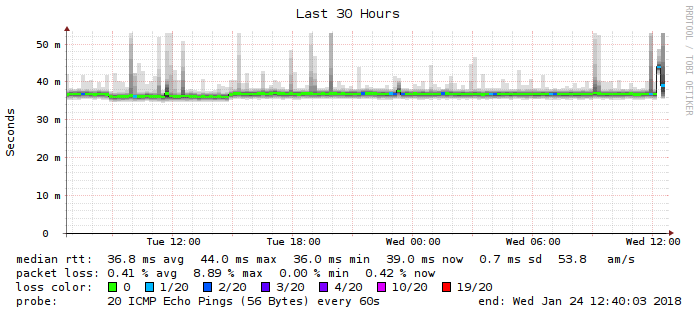 Last 30 Hours
RRDTOOL / TOBI OETIKER
Seconds
50 m
40 m
30 m
20 m
10 m
0
Tue 12:00 Tue 18:00 Wed 00:00 Wed 06:00 Wed 12:00
median rtt: 36.8 ms avg 44.0 ms max 36.0 ms min 39.0 ms now 0.7 ms sd 53.8 am/s
packet loss: 0.41 % avg 8.89 % max 0.00 % min 0.42 % now
loss color: 0 1/20 2/20 3/20 4/20 10/20 19/20
probe: 20 ICMP Echo Pings (56 Bytes) every 60s end: Wed Jan 24 12:40:03 2018